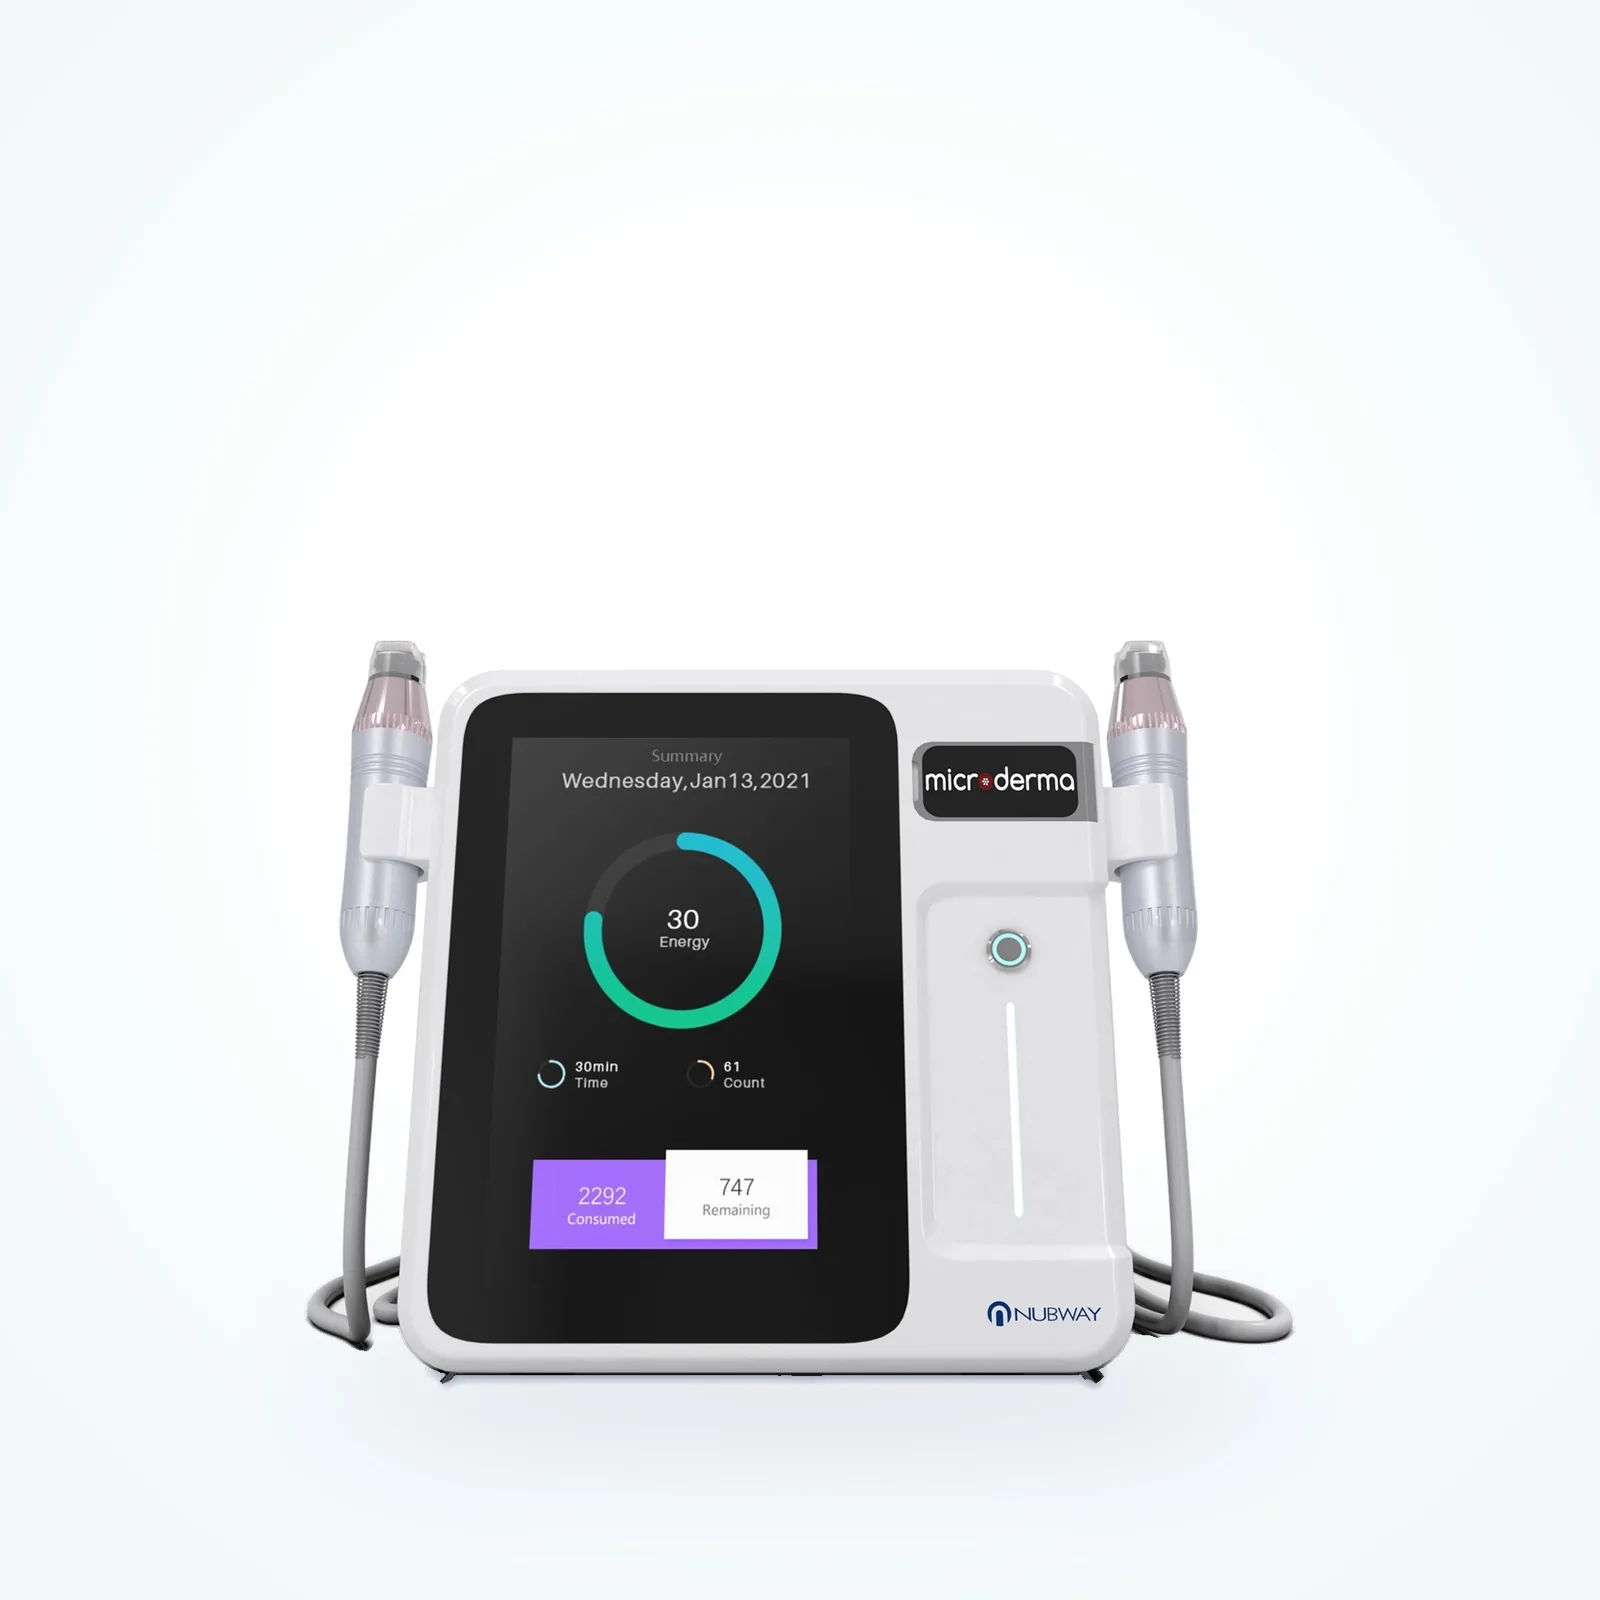 Summary
Wednesday,Jan13,2021
microderma
30
Energy
30min
Time
61
Count
2292
Consumed
747
Remaining
NUBWAY